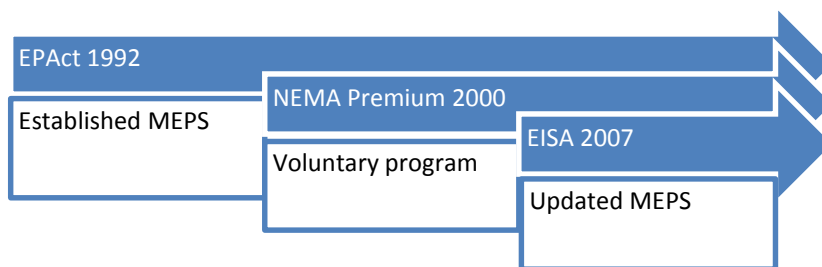 EPAct 1992
Established MEPS
NEMA Premium 2000
Voluntary program
EISA 2007
Updated MEPS